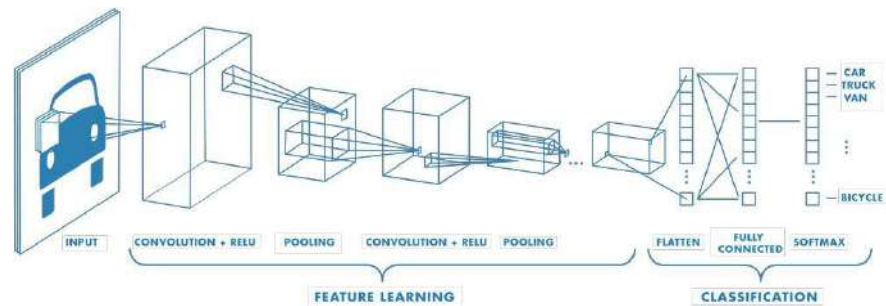 CAR
TRUCK
VAN
BICYCLE
INPUT
CONVOLUTION + RELU
POOLING
CONVOLUTION + RELU
POOLING
FLATTEN
FULLY
CONNECTED
SOFTMAX
FEATURE LEARNING
CLASSIFICATION